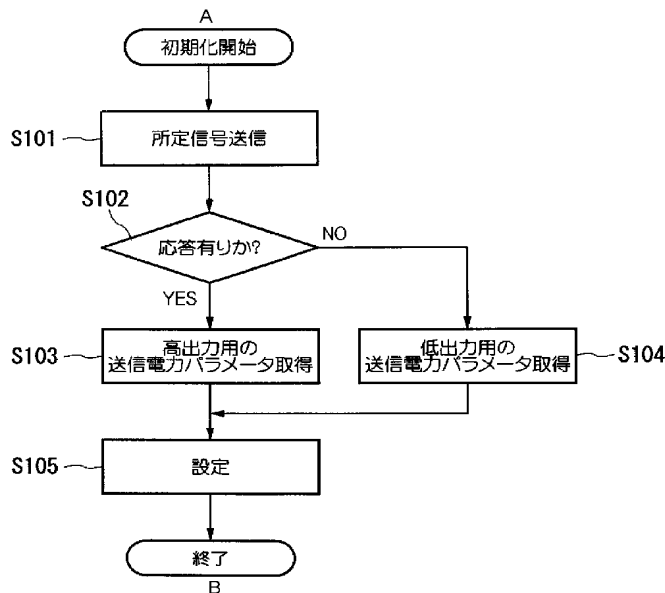 A
初期化開始
S101
所定信号送信
S102
応答有りか?
NO
YES
S103
高出力用の
送信電力パラメータ取得
低出力用の
送信電力パラメータ取得
S104
S105
設定
終了
B